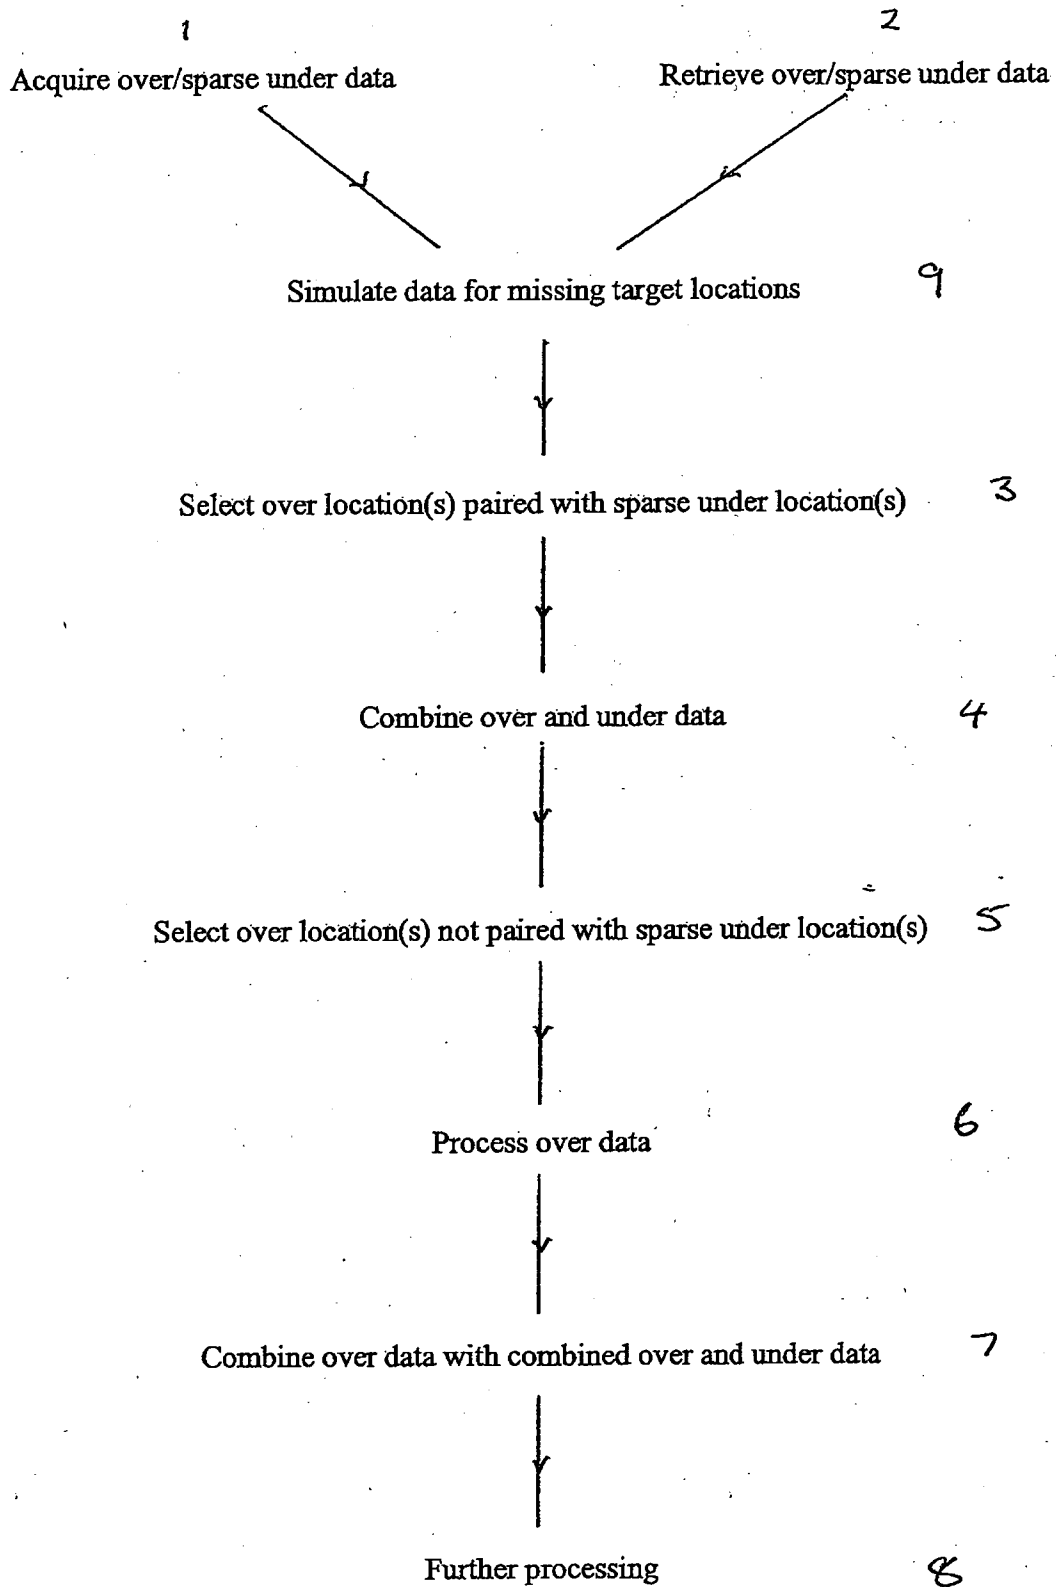 1
2
Acquire over/sparse under data
Retrieve over/sparse under data
Simulate data for missing target locations 9
Select over location(s) paired with sparse under location(s) 3
Combine over and under data 4
Select over location(s) not paired with sparse under location(s) 5
Process over data 6
Combine over data with combined over and under data 7
Further processing 8